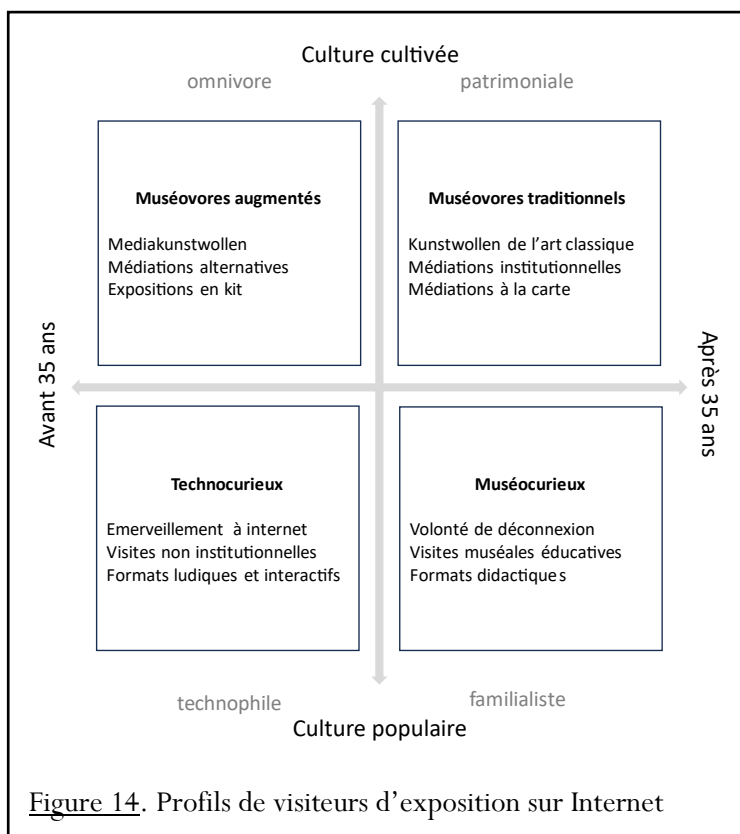 Culture cultivée
omnivore
patrimoniale
Muséovores augmentés
Mediakunstwollen
Médiations alternatives
Expositions en kit
Muséovores traditionnels
Kunstwollen de l'art classique
Médiations institutionnelles
Médiations à la carte
Avant 35 ans
Après 35 ans
Technocurieux
Emerveillement à internet
Visites non institutionnelles
Formats ludiques et interactifs
Muséocurieux
Volonté de déconnexion
Visites muséales éducatives
Formats didactiques
technophile
familialiste
Culture populaire
Figure 14. Profils de visiteurs d'exposition sur Internet